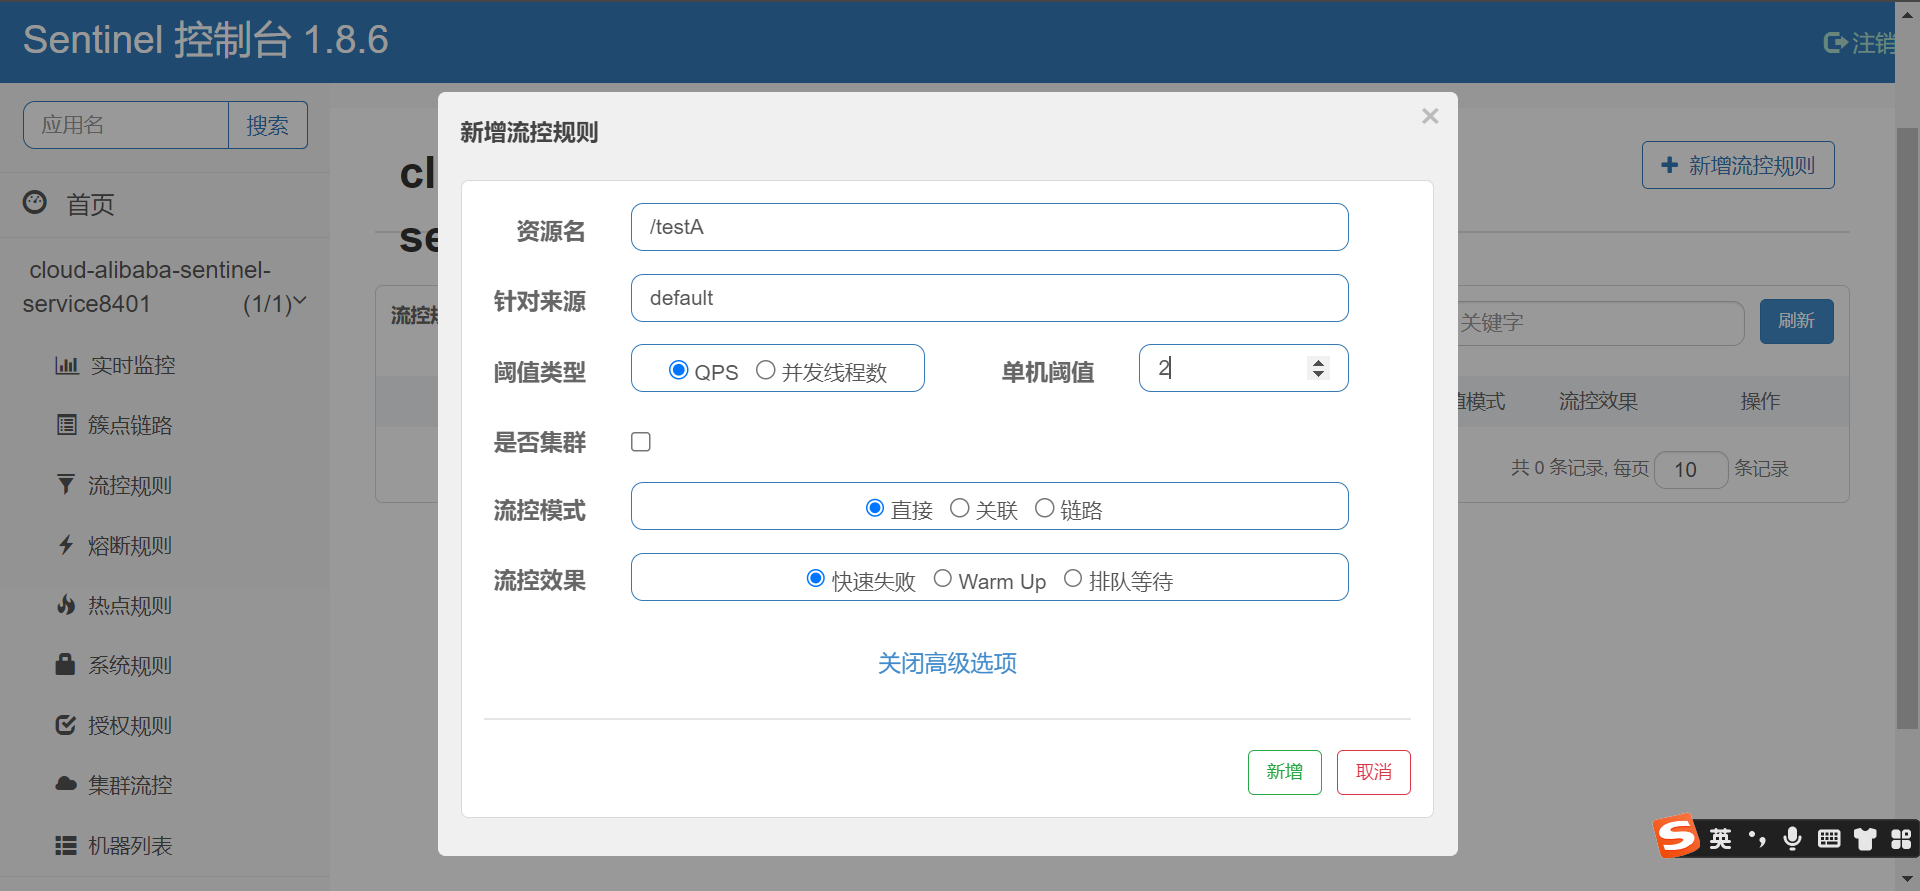 Sentinel 控制台 1.8.6
注销
应用名
搜索
首页
cloud-alibaba-sentinel-
service8401 (1/1)
实时监控
簇点链路
流控规则
熔断规则
热点规则
系统规则
授权规则
集群流控
机器列表
cl
se
新增流控规则
流控规
关键字
刷新
值模式 流控效果 操作
共 0 条记录, 每页 10 条记录
新增流控规则
×
资源名 /testA
针对来源 default
阈值类型 QPS 并发线程数 单机阈值 2
是否集群
流控模式 直接 关联 链路
流控效果 快速失败 Warm Up 排队等待
关闭高级选项
新增 取消
S 英